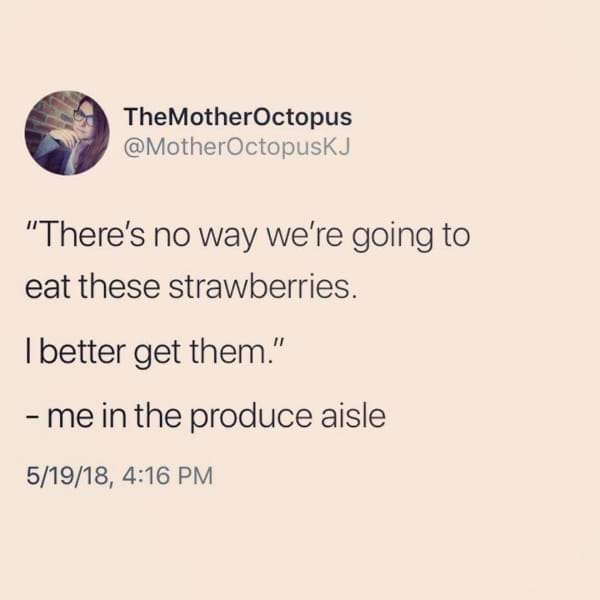 TheMotherOctopus
@MotherOctopusKJ
"There's no way we're going to
eat these strawberries.
I better get them."
- me in the produce aisle
5/19/18, 4:16 PM